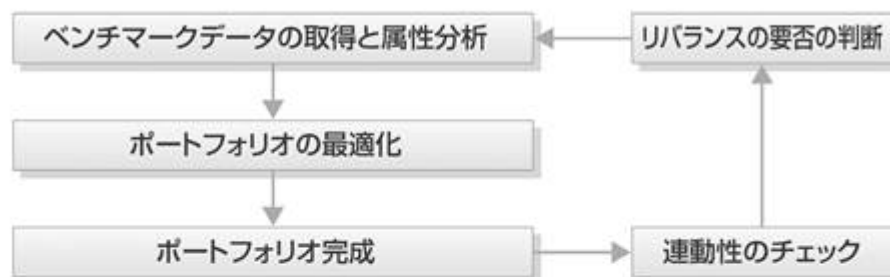 ベンチマークデータの取得と属性分析
リバランスの要否の判断
ポートフォリオの最適化
ポートフォリオ完成
連動性のチェック